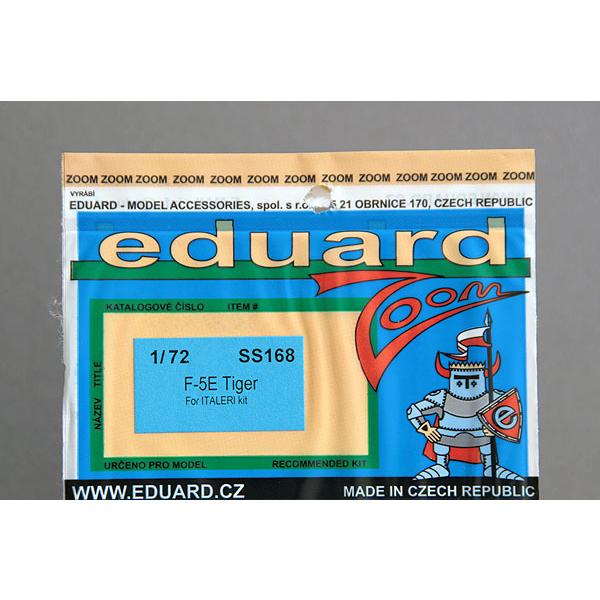 ZOOM ZOOM ZOOM ZOOM ZOOM ZOOM ZOOM ZOOM ZOOM ZOOM ZOOM ZOOM ZOOM
VYRÁBÍ
EDUARD - MODEL ACCESSORIES, spol. s r.o. 21 OBRNICE 170, CZECH REPUBLIC
eduard
Zoom
KATALOGOVÉ ČÍSLO ITEM #
1/72 SS168
F-5E Tiger
For ITALERI kit
NÁZEV TITLE
e
URČENO PRO MODEL RECOMMENDED KIT
WWW.EDUARD.CZ MADE IN CZECH REPUBLIC